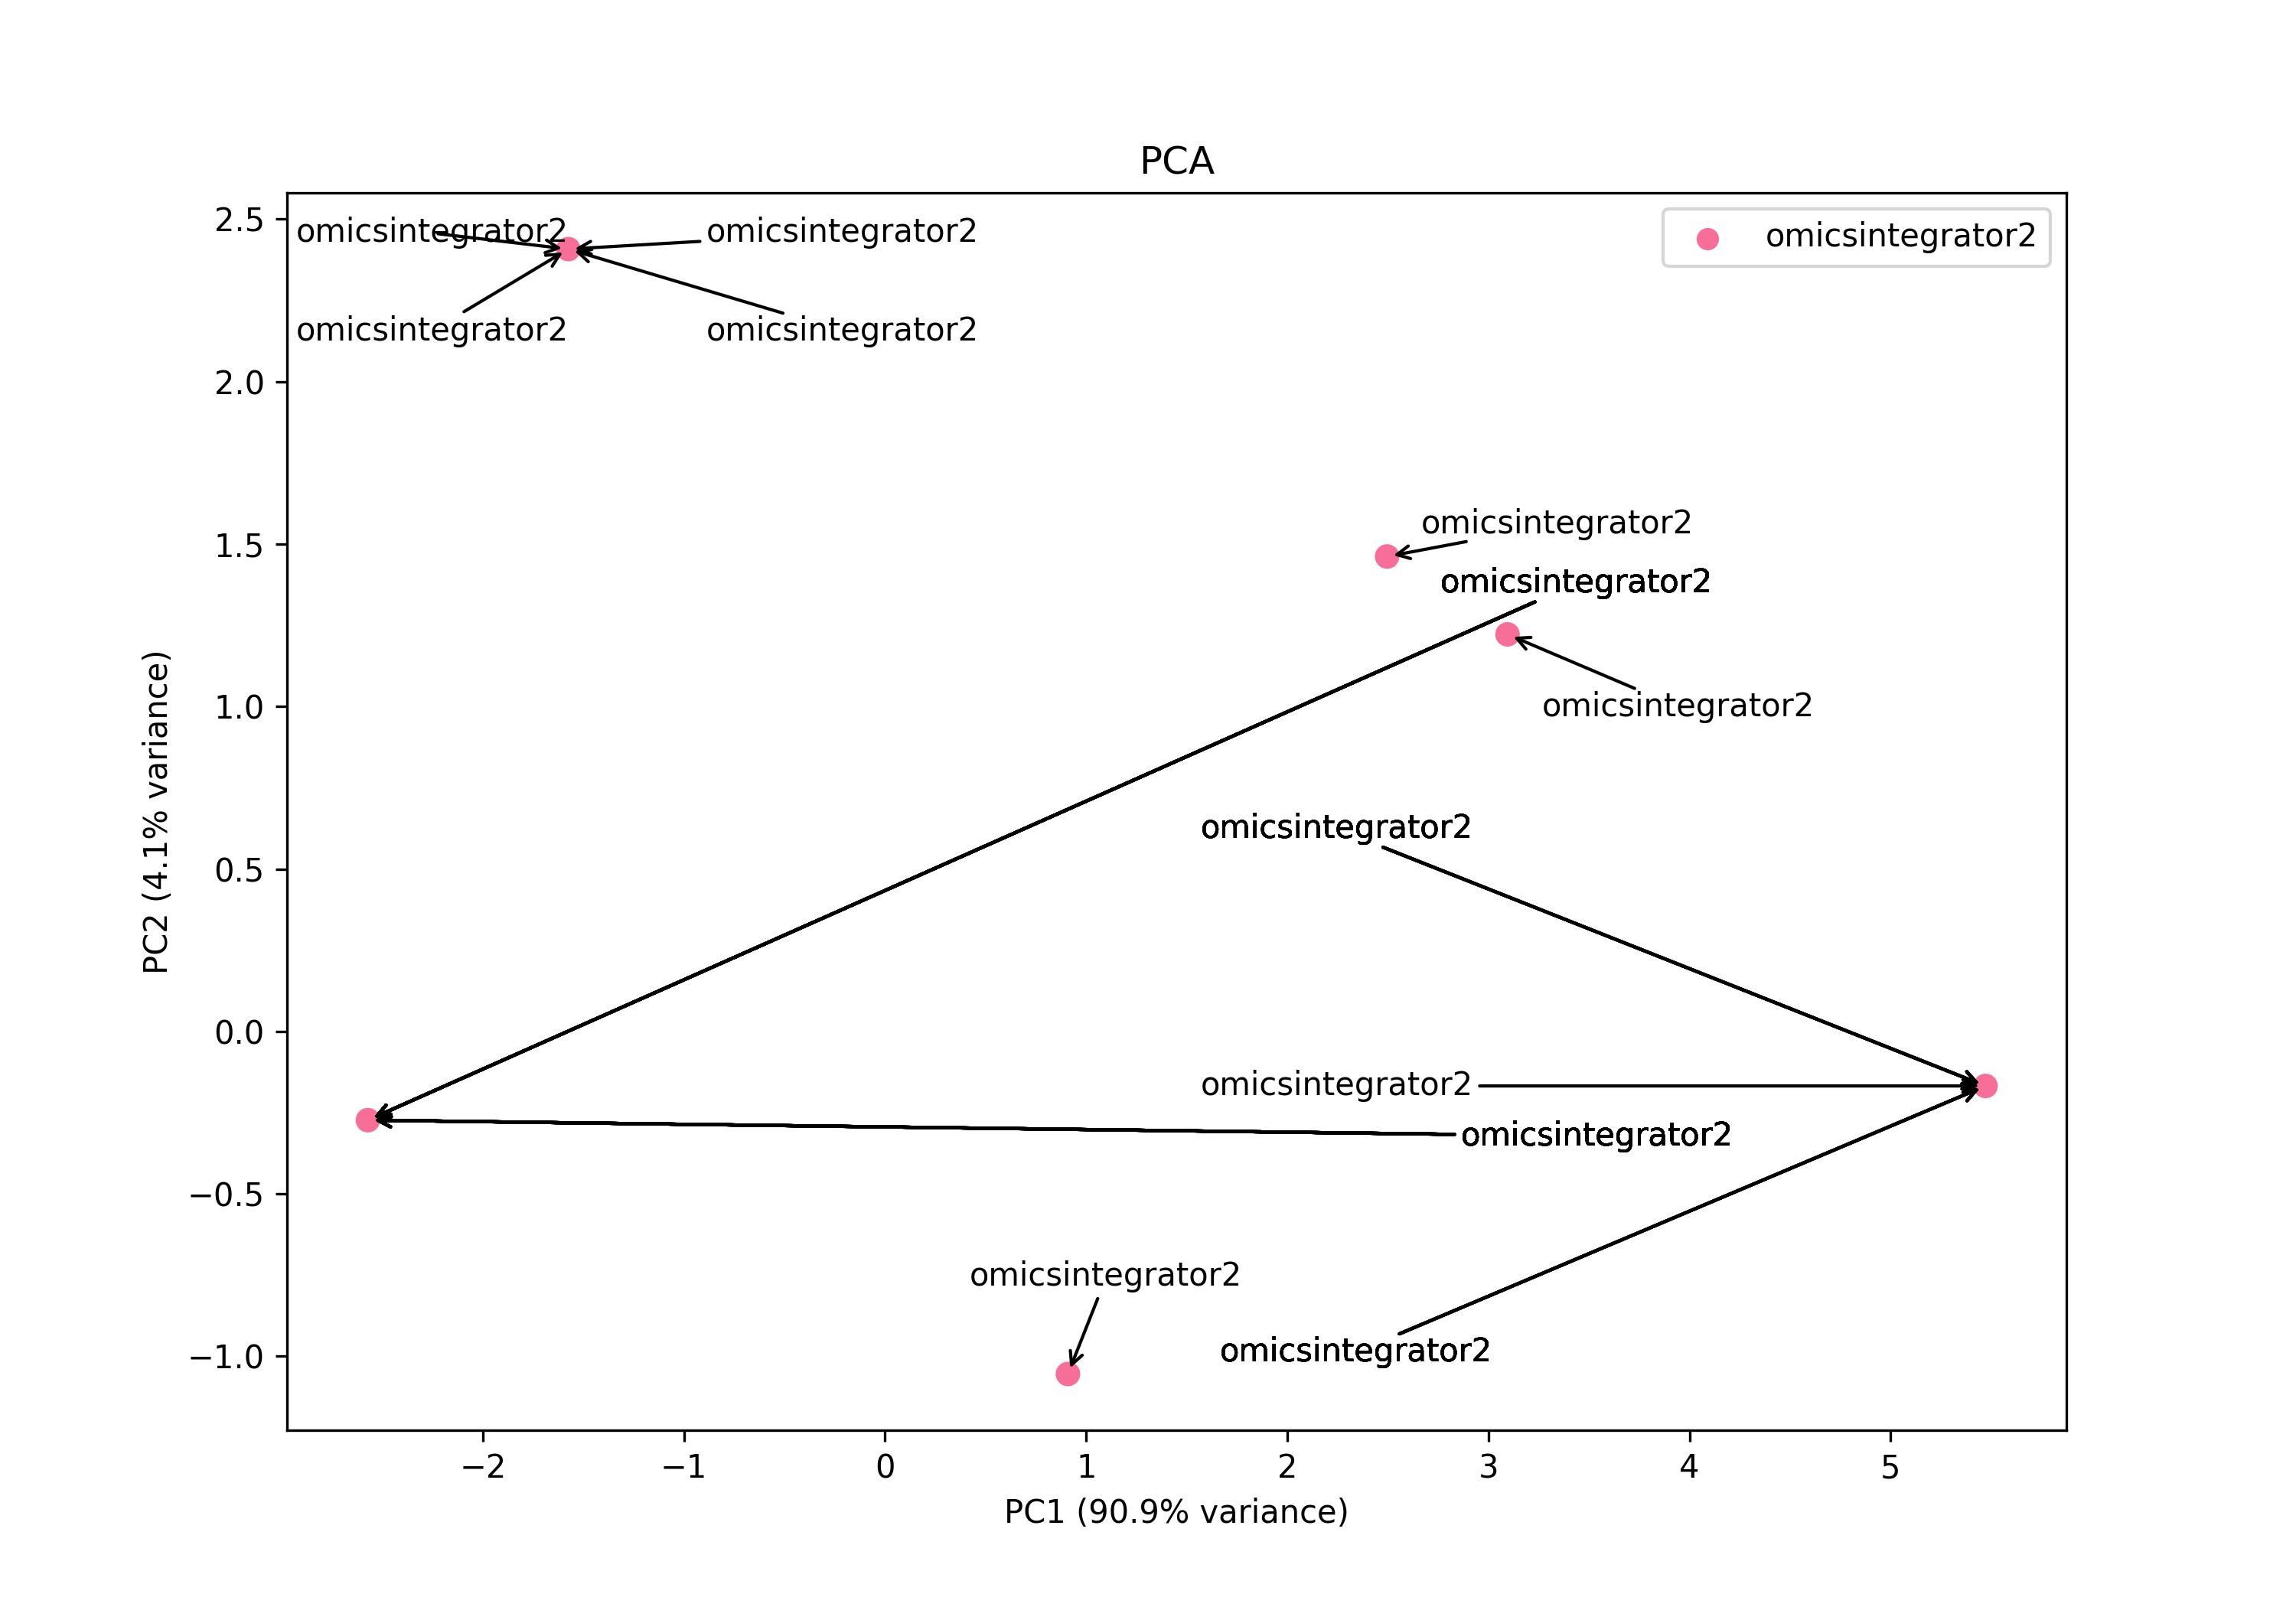 PCA
2.5
omicsintegrator2
omicsintegrator2
omicsintegrator2
omicsintegrator2
omicsintegrator2
2.0
1.5
omicsintegrator2
omicsintegrator2
1.0
omicsintegrator2
omicsintegrator2
0.5
0.0
omicsintegrator2
omicsintegrator2
−0.5
omicsintegrator2
omicsintegrator2
−1.0
PC2 (4.1% variance)
−2
−1
0
1
2
3
4
5
PC1 (90.9% variance)